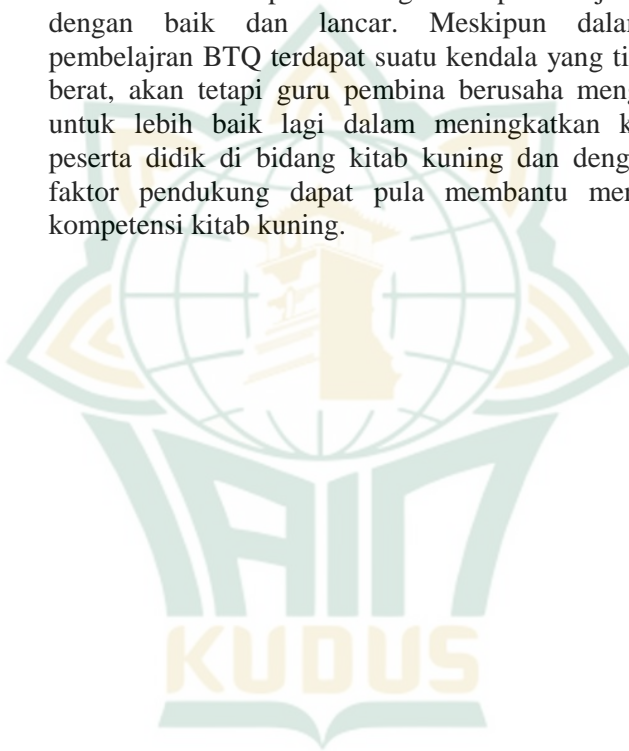 dengan baik dan lancar. Meskipun
pembelajran BTQ terdapat suatu kendala yang
berat, akan tetapi guru pembina berusaha
untuk lebih baik lagi dalam meningkatkan
peserta didik di bidang kitab kuning dan
faktor pendukung dapat pula membantu
kompetensi kitab kuning.
IAIN
KUDUS